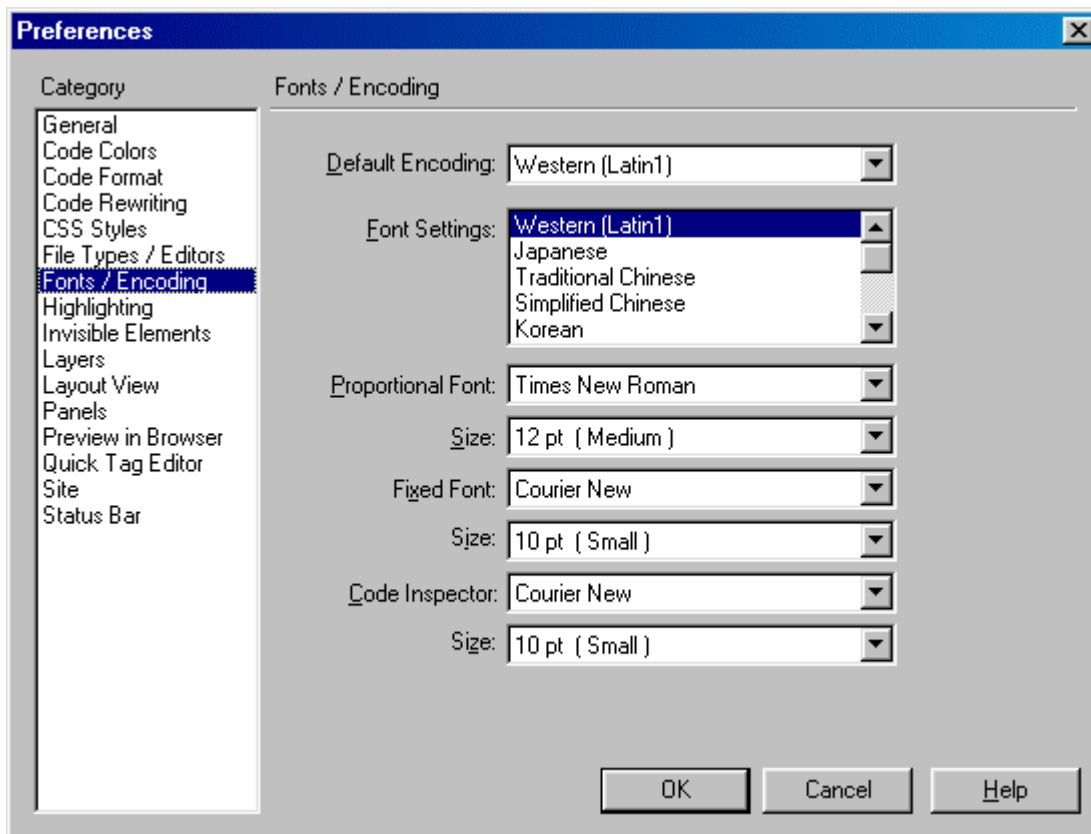 Preferences
Category
General
Code Colors
Code Format
Code Rewriting
CSS Styles
File Types / Editors
Fonts / Encoding
Highlighting
Invisible Elements
Layers
Layout View
Panels
Preview in Browser
Quick Tag Editor
Site
Status Bar
Fonts / Encoding
Default Encoding: Western (Latin1)
Font Settings: Western (Latin1)
Japanese
Traditional Chinese
Simplified Chinese
Korean
Proportional Font: Times New Roman
Size: 12 pt ( Medium )
Fixed Font: Courier New
Size: 10 pt ( Small )
Code Inspector: Courier New
Size: 10 pt ( Small )
OK Cancel Help